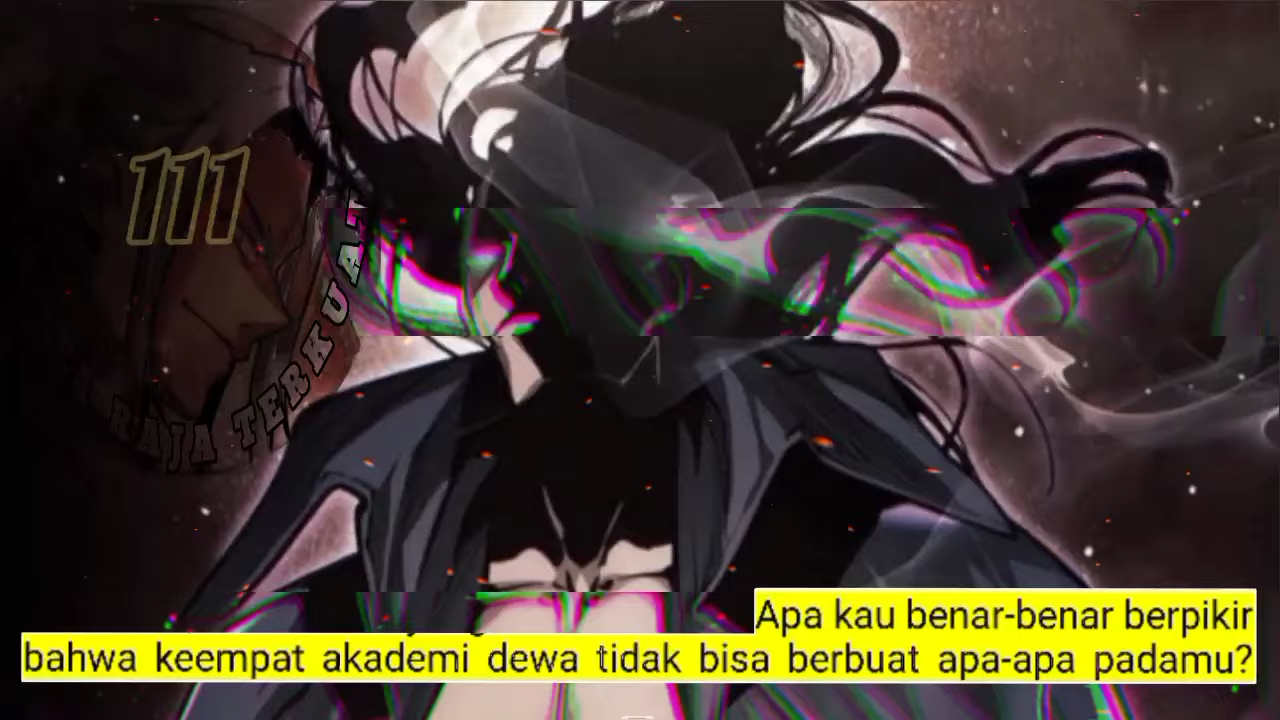 111
RAJA TERKUAT
Apa kau benar-benar berpikir
bahwa keempat akademi dewa tidak bisa berbuat apa-apa padamu?